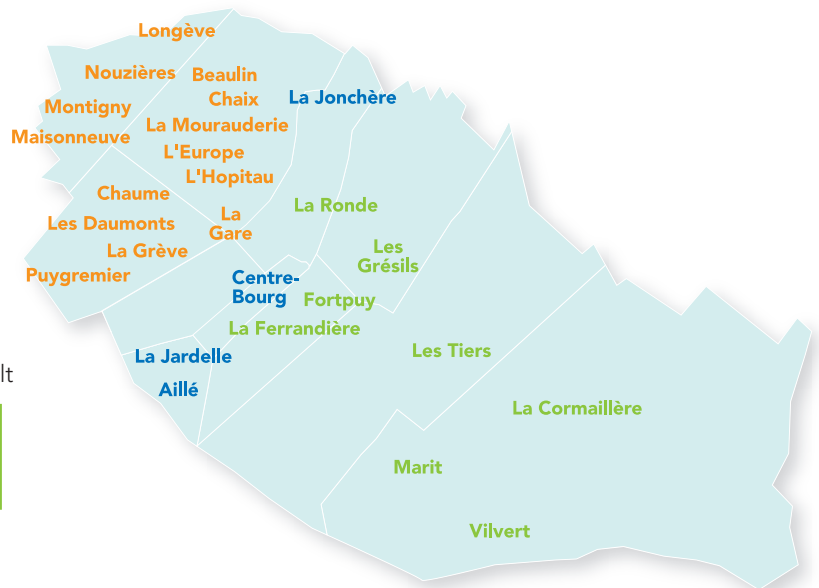 Longève
Nouzières
Beaulin
Chaix
La Jonchère
Montigny
La Mourauderie
Maisonneuve
L'Europe
L'Hopitau
Chaume
La Ronde
Les Daumonts
La
Gare
La Grève
Les
Grésils
Puygremier
Centre-
Bourg
Fortpuy
La Ferrandière
La Jardelle
Les Tiers
lt
Aillé
La Cormaillère
Marit
Vilvert